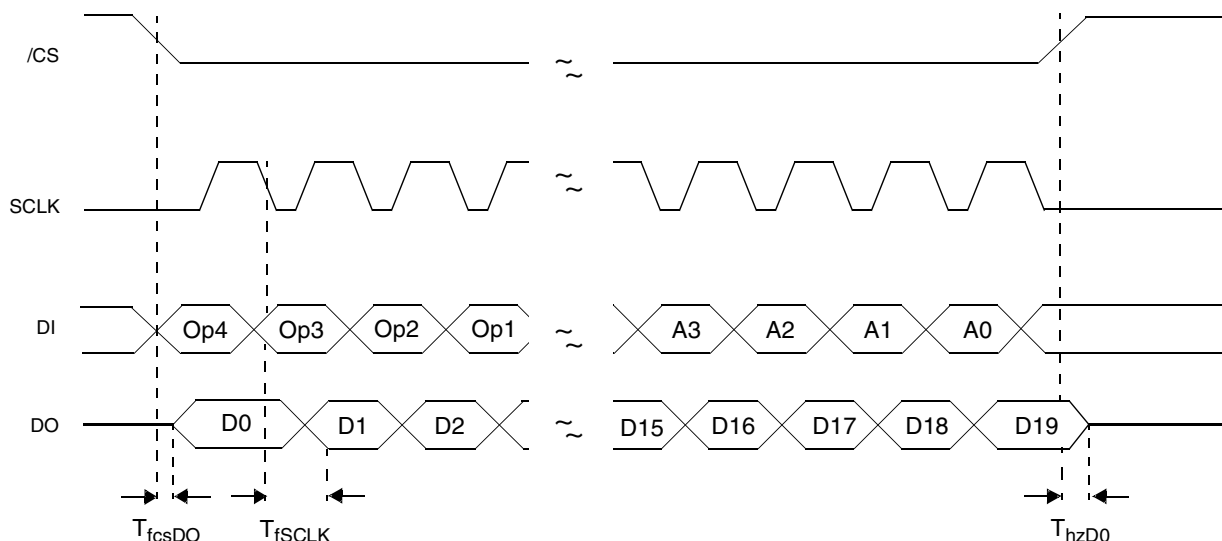 /CS
SCLK
DI Op4 Op3 Op2 Op1 A3 A2 A1 A0
DO D0 D1 D2 D15 D16 D17 D18 D19
TfcsDO TfSCLK ThzD0